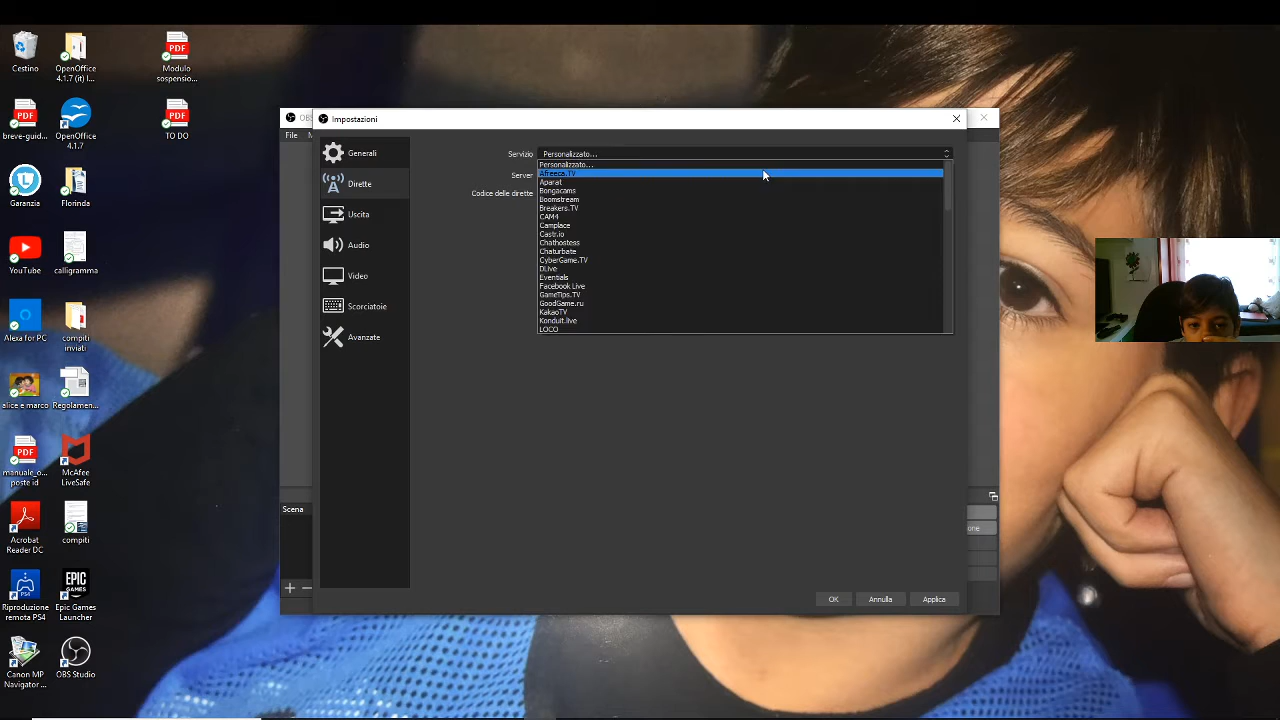 Cestino
OpenOffice
4.1.7 (it) I...
PDF
Modulo
sospensio...
PDF
breve-guid...
OpenOffice
4.1.7
PDF
TO DO
Garanzia
Florinda
YouTube
calligramma
Alexa for PC
compiti
inviati
alice e marco
Regolamen...
PDF
manuale_o...
poste id
McAfee
LiveSafe
Acrobat
Reader DC
compiti
PS4
Riproduzione
remota PS4
EPIC
GAMES
Epic Games
Launcher
Canon MP
Navigator ...
OBS Studio
OBS
File
Impostazioni
Generali
Dirette
Uscita
Audio
Video
Scorciatoie
Avanzate
Servizio
Personalizzato...
Server
Codice delle dirette
Personalizzato...
Afreeca.TV
Aparat
Bongacams
Boomstream
Breakers.TV
CAM4
Camplace
Castr.io
Chathostess
Chaturbate
CyberGame.TV
DLive
Eventials
Facebook Live
GameTips.TV
GoodGame.ru
KakaoTV
Konduit.live
LOCO
Scena
one
OK
Annulla
Applica